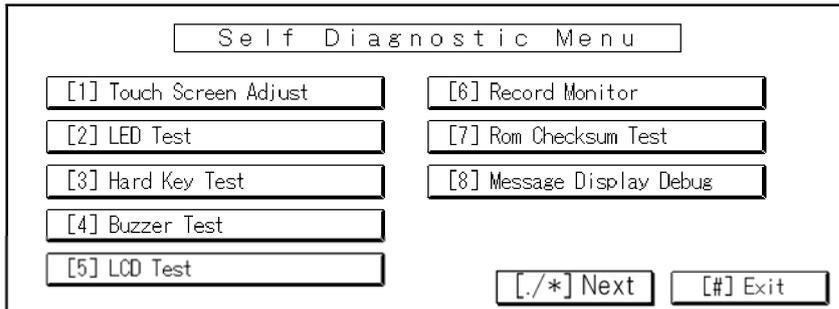 Self Diagnostic Menu
[1] Touch Screen Adjust
[2] LED Test
[3] Hard Key Test
[4] Buzzer Test
[5] LCD Test
[6] Record Monitor
[7] Rom Checksum Test
[8] Message Display Debug
[./*] Next
[#] Exit